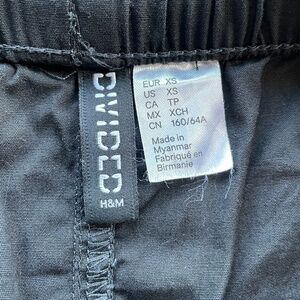 DIVIDED
H&M
EUR XS
US XS
CA TP
MX XCH
CN 160/64A
Made in
Myanmar
Fabriqué en
Birmanie